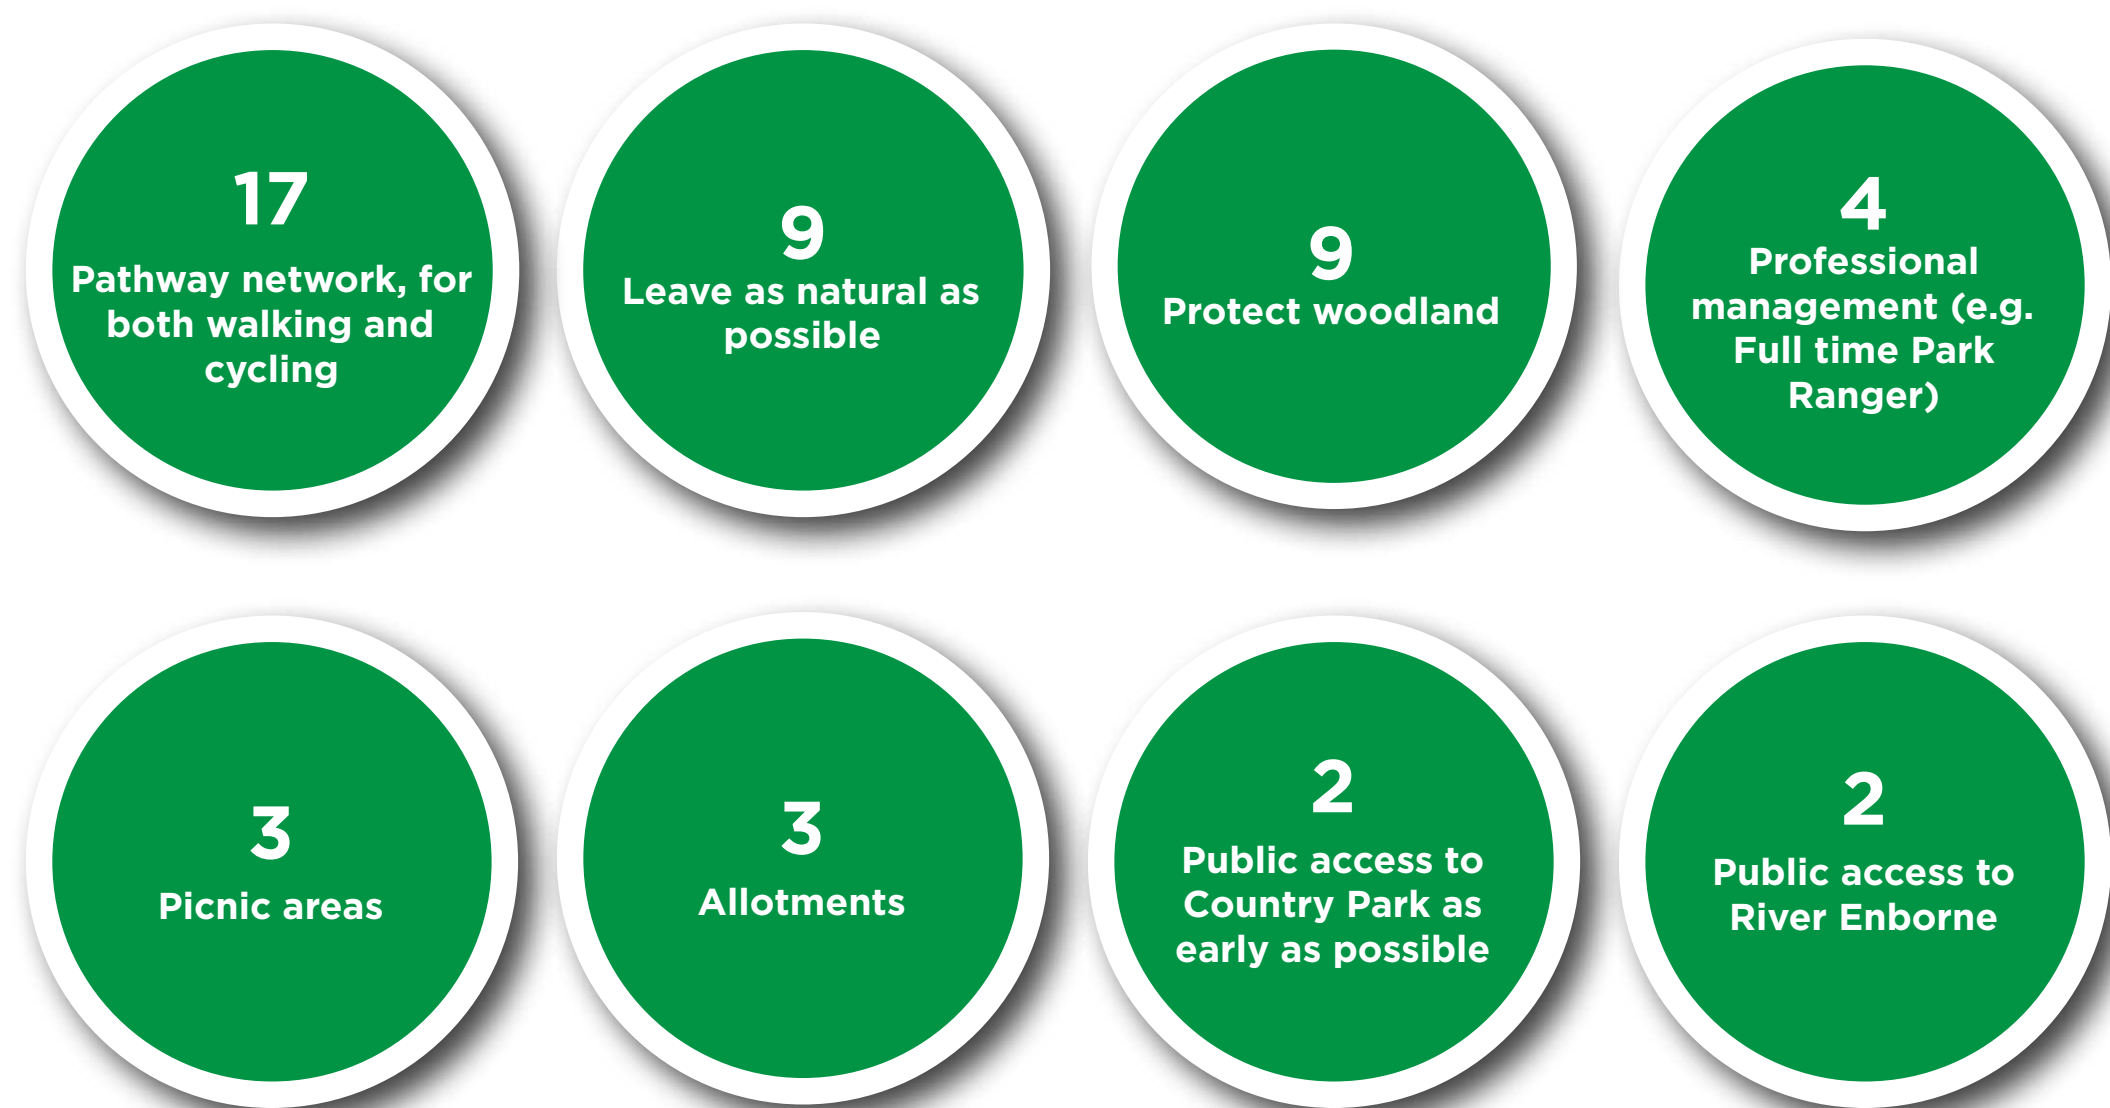 17
Pathway network, for
both walking and
cycling
9
Leave as natural as
possible
9
Protect woodland
4
Professional
management (e.g.
Full time Park
Ranger)
3
Picnic areas
3
Allotments
2
Public access to
Country Park as
early as possible
2
Public access to
River Enborne